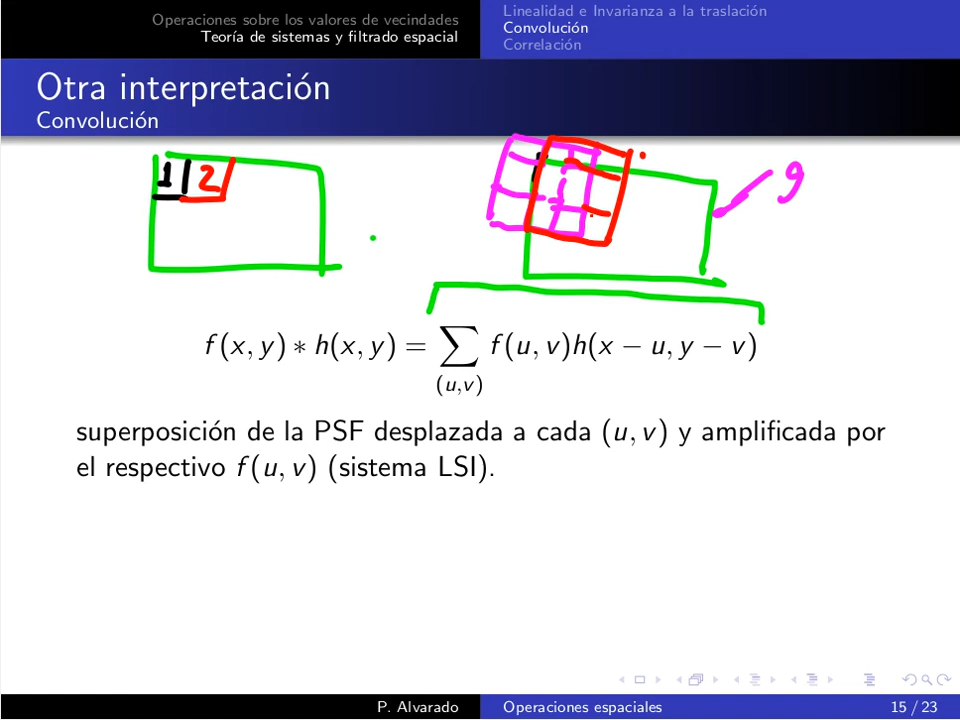 Operaciones sobre los valores de vecindades
Teoría de sistemas y filtrado espacial
Linealidad e Invarianza a la traslación
Convolución
Correlación
Otra interpretación
Convolución
1 2
g
f(x, y) ∗ h(x, y) = ∑ f(u, v)h(x − u, y − v)
(u,v)
superposición de la PSF desplazada a cada (u, v) y amplificada por
el respectivo f(u, v) (sistema LSI).
P. Alvarado
Operaciones espaciales
15 / 23